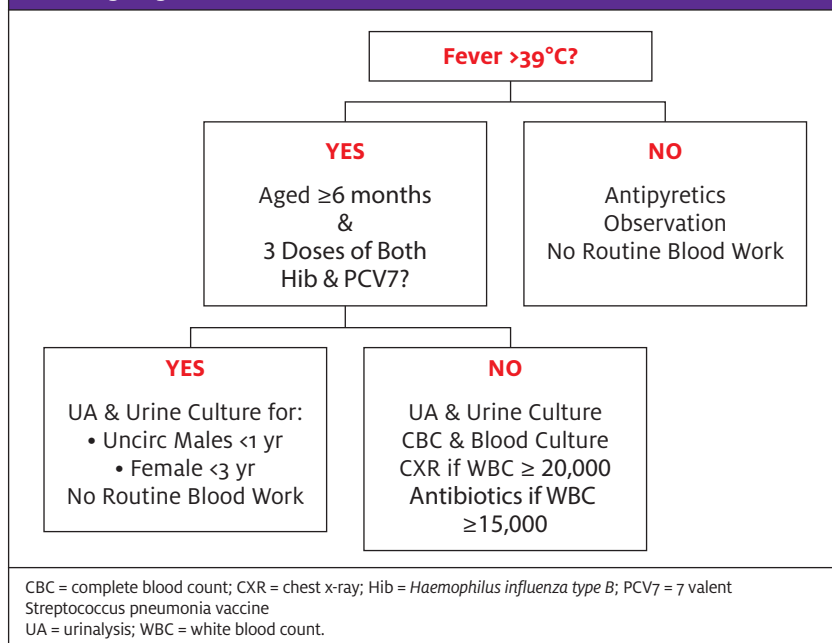 Fever >39°C?
YES
Aged ≥6 months
&
3 Doses of Both
Hib & PCV7?
NO
Antipyretics
Observation
No Routine Blood Work
YES
UA & Urine Culture for:
• Uncirc Males <1 yr
• Female <3 yr
No Routine Blood Work
NO
UA & Urine Culture
CBC & Blood Culture
CXR if WBC ≥ 20,000
Antibiotics if WBC
≥15,000
CBC = complete blood count; CXR = chest x-ray; Hib = Haemophilus influenza type B; PCV7 = 7 valent
Streptococcus pneumonia vaccine
UA = urinalysis; WBC = white blood count.